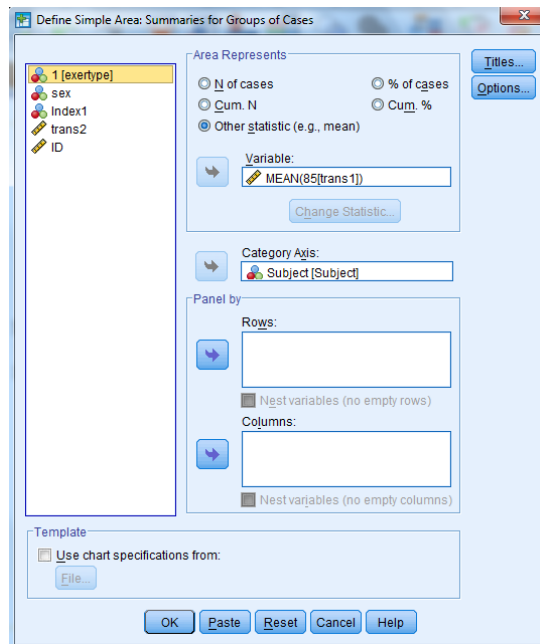 Define Simple Area: Summaries for Groups of Cases
1 [exertype]
sex
Index1
trans2
ID
Area Represents
N of cases
% of cases
Cum. N
Cum. %
Other statistic (e.g., mean)
Variable:
MEAN(85[trans1])
Change Statistic...
Category Axis:
Subject [Subject]
Panel by
Rows:
Nest variables (no empty rows)
Columns:
Nest variables (no empty columns)
Titles...
Options...
Template
Use chart specifications from:
File...
OK Paste Reset Cancel Help